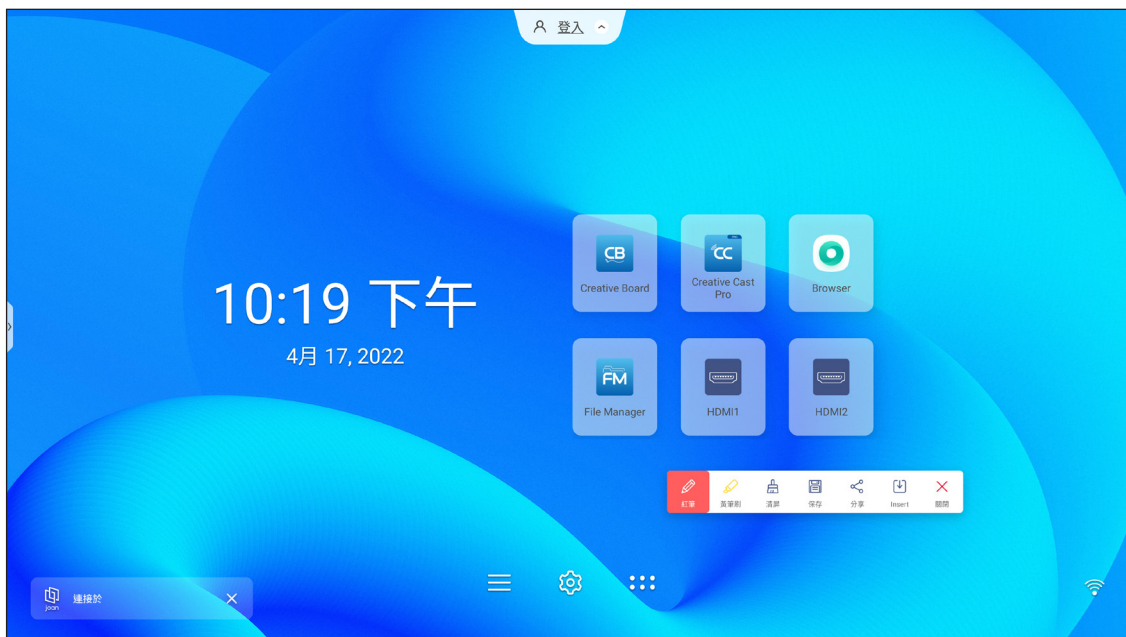 登入
CB
Creative Board
CC
Creative Cast
Pro
Browser
10:19 下午
4月 17, 2022
FM
File Manager
HDMI1
HDMI2
紅筆
黃筆刷
清屏
保存
分享
Insert
關閉
joan
連接於